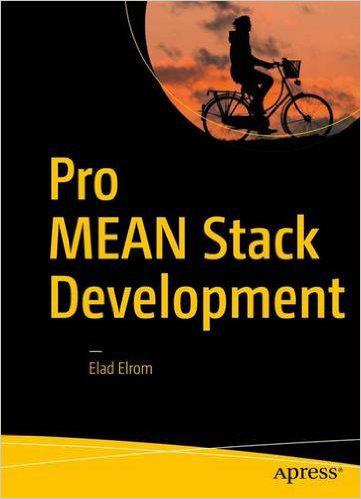 Pro
MEAN Stack
Development
—
Elad Elrom
Apress®